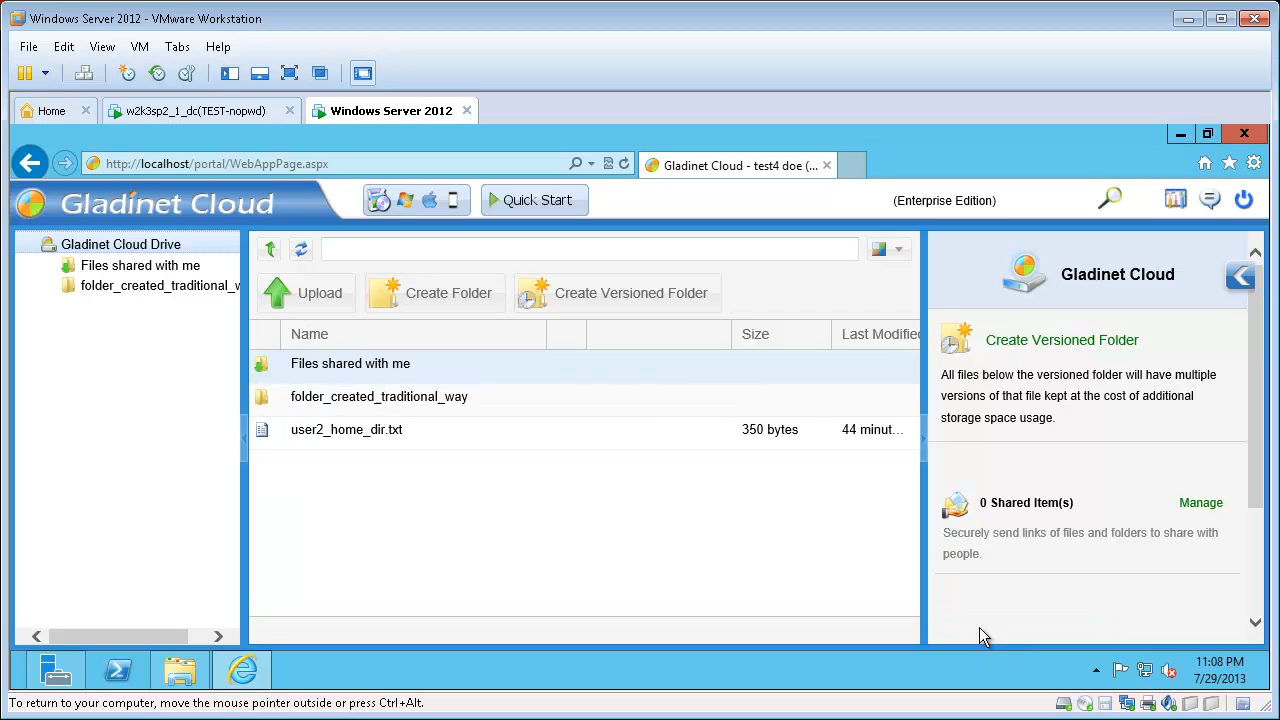 Windows Server 2012 - VMware Workstation
File Edit View VM Tabs Help
Home w2k3sp2_1_dc(TEST-nopwd) Windows Server 2012
http://localhost/portal/WebAppPage.aspx Gladinet Cloud - test4 doe (...
Gladinet Cloud Quick Start (Enterprise Edition)
Gladinet Cloud Drive
Files shared with me
folder_created_traditional_w
Upload Create Folder Create Versioned Folder
Name Size Last Modified
Files shared with me
folder_created_traditional_way
user2_home_dir.txt 350 bytes 44 minut...
Gladinet Cloud
Create Versioned Folder
All files below the versioned folder will have multiple
versions of that file kept at the cost of additional
storage space usage.
0 Shared Item(s) Manage
Securely send links of files and folders to share with
people.
11:08 PM
7/29/2013
To return to your computer, move the mouse pointer outside or press Ctrl+Alt.